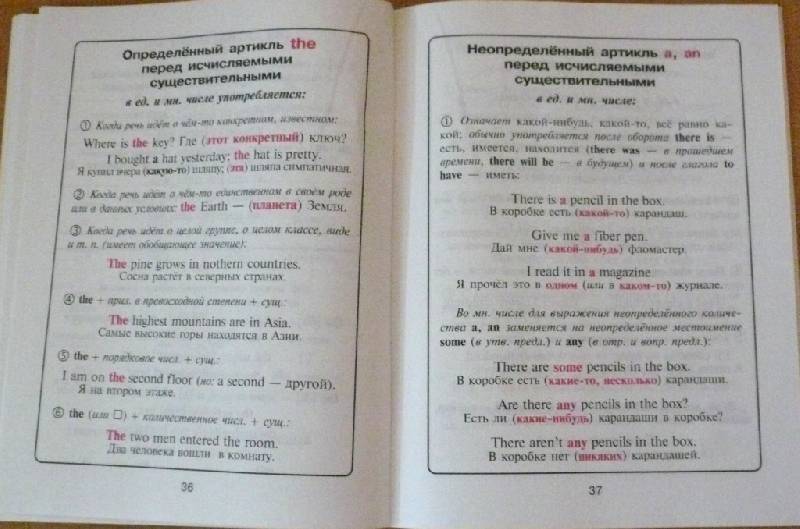 Определённый артикль the
перед исчисляемыми
существительными
в ед. и мн. числе употребляется:
① Когда речь идёт о чём-то конкретном, известном:
Where is the key? Где (этот конкретный) ключ?
I bought a hat yesterday; the hat is pretty.
Я купил вчера (какую-то) шляпу; (эта) шляпа симпатичная.
② Когда речь идёт о чём-то единственном в своём роде
или в данных условиях: the Earth — (планета) Земля.
③ Когда речь идёт о целой группе, о целом классе, виде
и т. п. (имеет обобщающее значение):
The pine grows in nothern countries.
Сосна растёт в северных странах.
④ the + прил. в превосходной степени + сущ.:
The highest mountains are in Asia.
Самые высокие горы находятся в Азии.
⑤ the + порядковое числ. + сущ.:
I am on the second floor (но: a second — другой).
Я на втором этаже.
⑥ the (или □) + количественное числ. + сущ.:
The two men entered the room.
Два человека вошли в комнату.
36
Неопределённый артикль a, an
перед исчисляемыми
существительными
в ед. и мн. числе:
① Означает какой-нибудь, какой-то, всё равно ка-
кой; обычно употребляется после оборота there is —
есть, имеется, находится (there was — в прошедшем
времени, there will be — в будущем) и после глагола to
have — иметь:
There is a pencil in the box.
В коробке есть (какой-то) карандаш.
Give me a fiber pen.
Дай мне (какой-нибудь) фломастер.
I read it in a magazine
Я прочёл это в одном (или в каком-то) журнале.
Во мн. числе для выражения неопределённого количе-
ства a, an заменяется на неопределённое местоимение
some (в утв. предл.) и any (в отр. и вопр. предл.):
There are some pencils in the box.
В коробке есть (какие-то, несколько) карандаши.
Are there any pencils in the box?
Есть ли (какие-нибудь) карандаши в коробке?
There aren't any pencils in the box.
В коробке нет (никаких) карандашей.
37